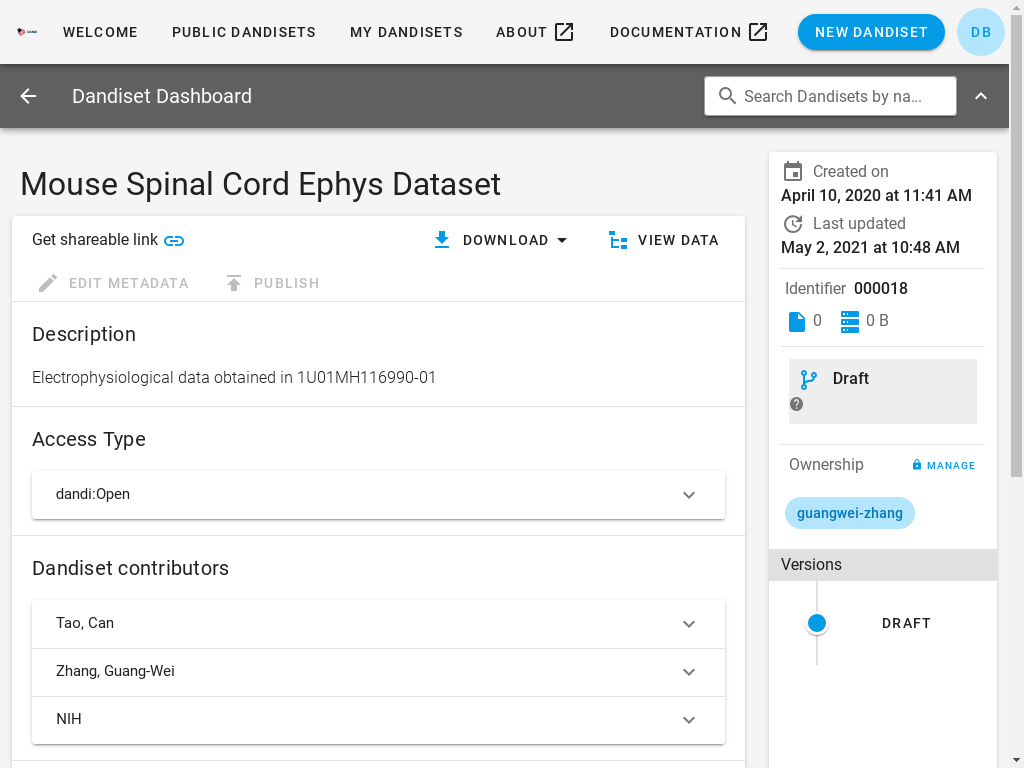 WELCOME
PUBLIC DANDISETS
MY DANDISETS
ABOUT
DOCUMENTATION
NEW DANDISET
DB
Dandiset Dashboard
Search Dandisets by na...
Mouse Spinal Cord Ephys Dataset
Get shareable link
DOWNLOAD
VIEW DATA
EDIT METADATA
PUBLISH
Description
Electrophysiological data obtained in 1U01MH116990-01
Access Type
dandi:Open
Dandiset contributors
Tao, Can
Zhang, Guang-Wei
NIH
Created on
April 10, 2020 at 11:41 AM
Last updated
May 2, 2021 at 10:48 AM
Identifier 000018
0
0 B
Draft
Ownership
MANAGE
guangwei-zhang
Versions
DRAFT